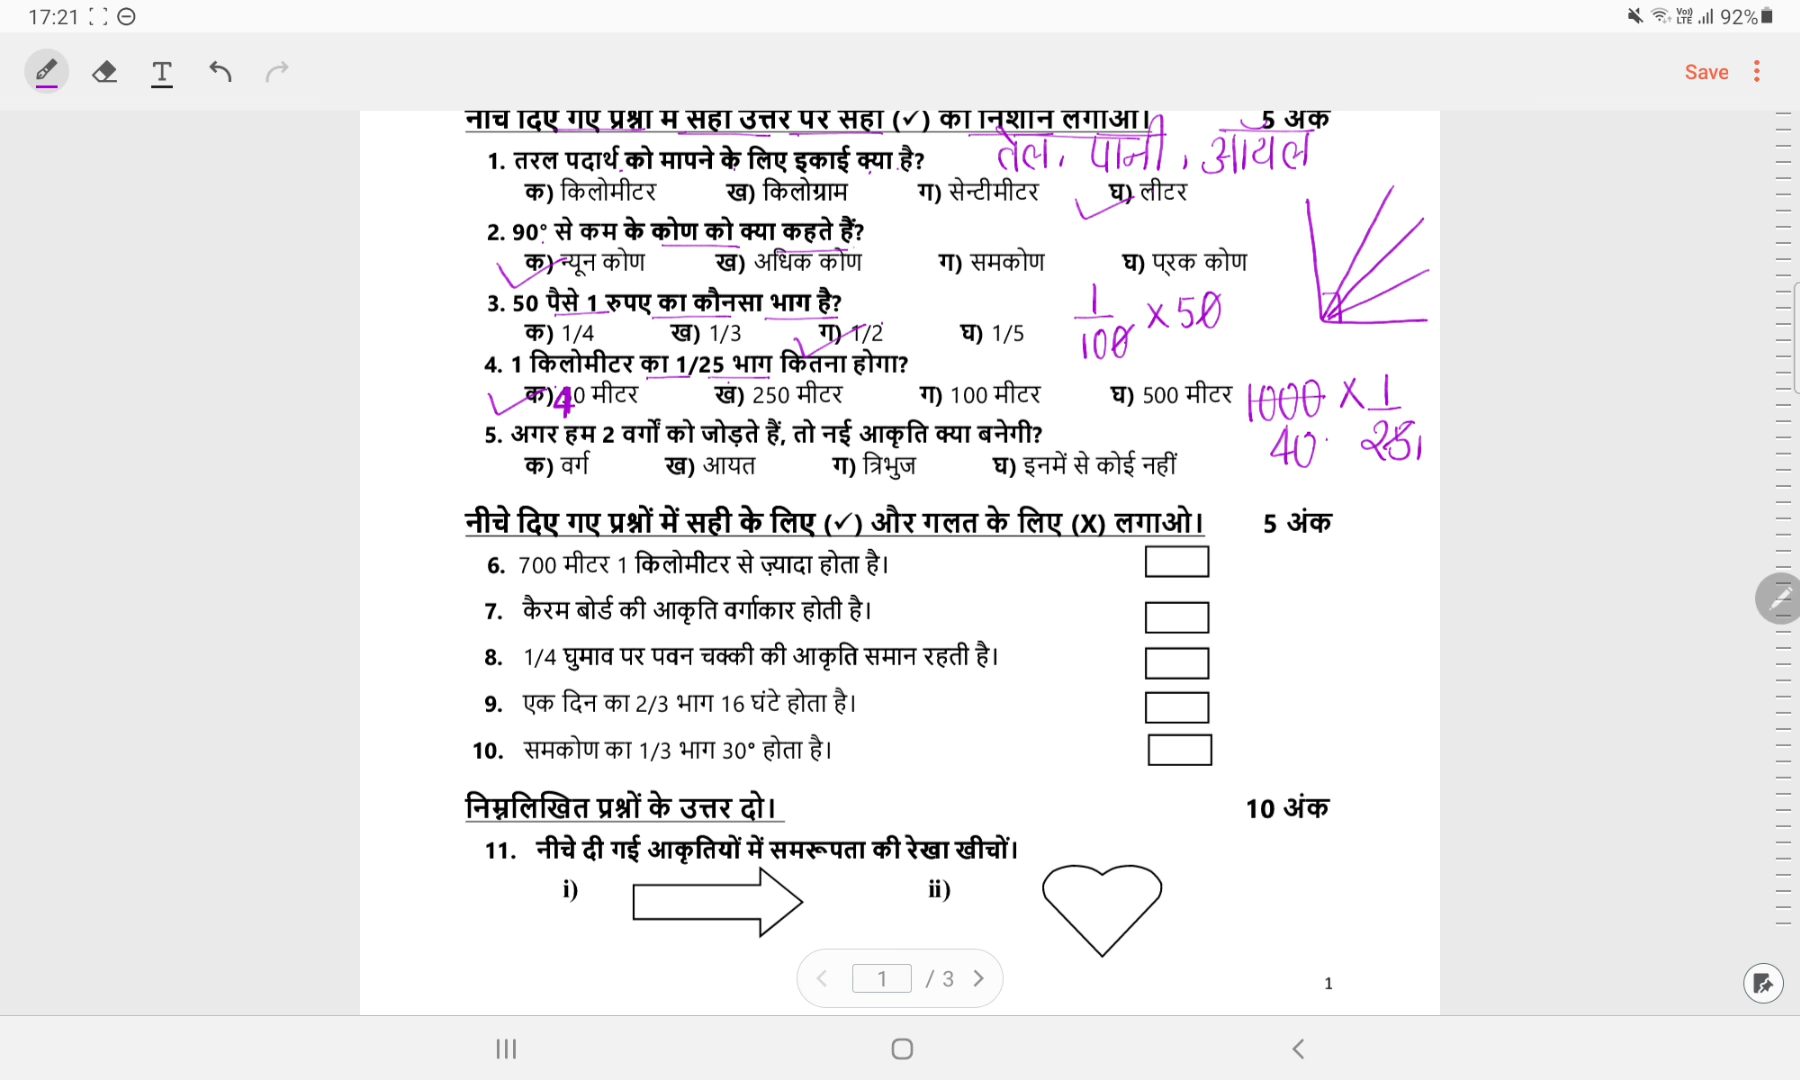 17:21
92%
Save
नीचे दिए गए प्रश्नों में सही उत्तर पर सही (✓) का निशान लगाओ। 5 अंक
1. तरल पदार्थ को मापने के लिए इकाई क्या है? तेल, पानी, ऑयल
क) किलोमीटर ख) किलोग्राम ग) सेन्टीमीटर घ) लीटर
2. 90° से कम के कोण को क्या कहते हैं?
क) न्यून कोण ख) अधिक कोण ग) समकोण घ) प्रक कोण
3. 50 पैसे 1 रुपए का कौनसा भाग है? 1/100 × 50
क) 1/4 ख) 1/3 ग) 1/2 घ) 1/5
4. 1 किलोमीटर का 1/25 भाग कितना होगा?
क) 40 मीटर ख) 250 मीटर ग) 100 मीटर घ) 500 मीटर 1000 × 1/25
40
5. अगर हम 2 वर्गों को जोड़ते हैं, तो नई आकृति क्या बनेगी?
क) वर्ग ख) आयत ग) त्रिभुज घ) इनमें से कोई नहीं
नीचे दिए गए प्रश्नों में सही के लिए (✓) और गलत के लिए (X) लगाओ। 5 अंक
6. 700 मीटर 1 किलोमीटर से ज़्यादा होता है।
7. कैरम बोर्ड की आकृति वर्गाकार होती है।
8. 1/4 घुमाव पर पवन चक्की की आकृति समान रहती है।
9. एक दिन का 2/3 भाग 16 घंटे होता है।
10. समकोण का 1/3 भाग 30° होता है।
निम्नलिखित प्रश्नों के उत्तर दो। 10 अंक
11. नीचे दी गई आकृतियों में समरूपता की रेखा खीचों।
i) ii)
1 / 3
1